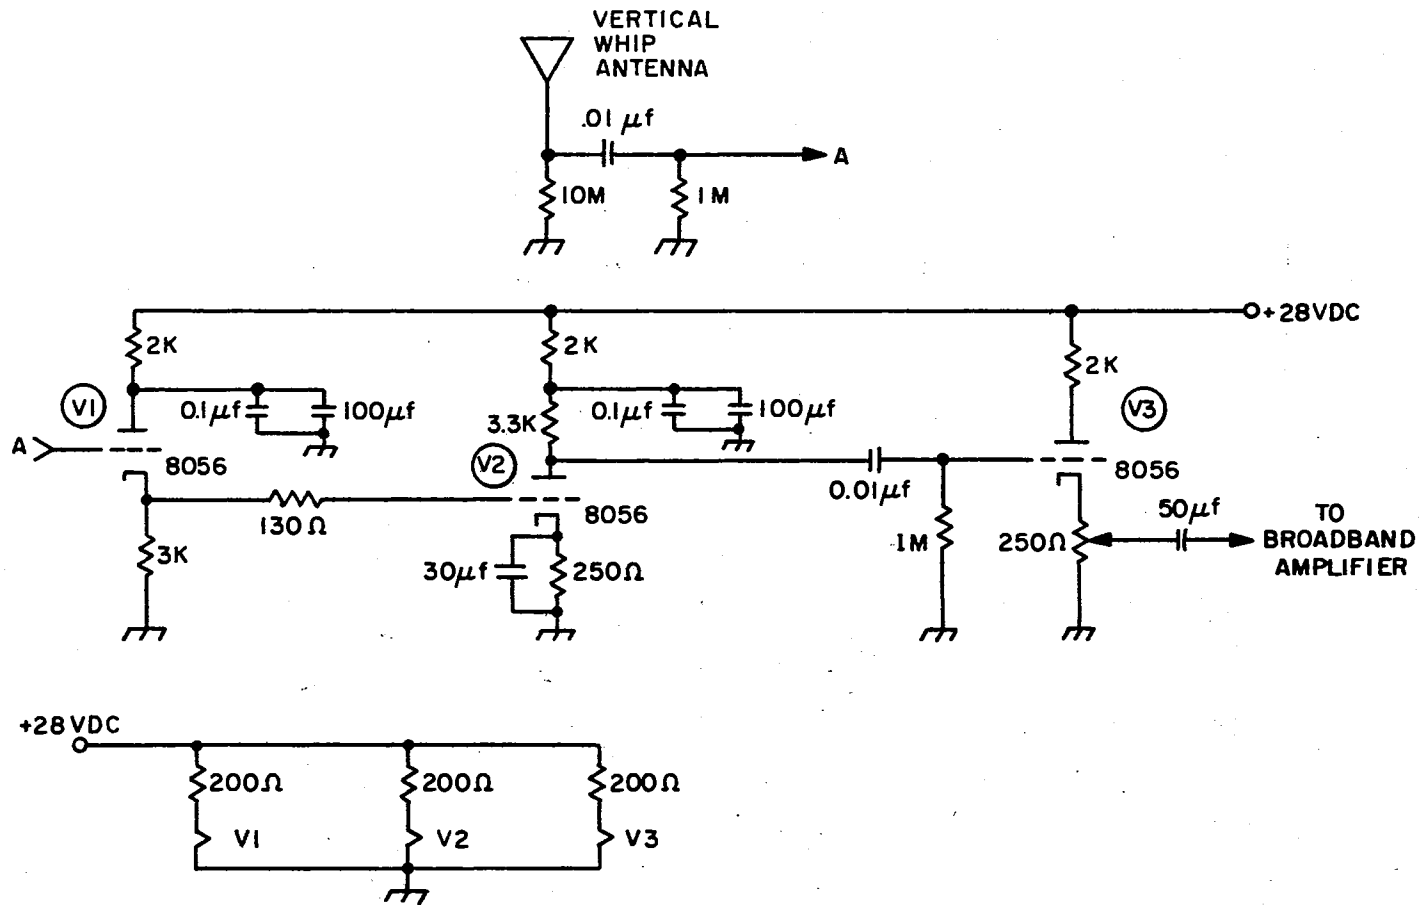 VERTICAL
WHIP
ANTENNA
.01 μf
A
10M
1M
+28VDC
2K
2K
2K
V1
0.1μf
100μf
3.3K
0.1μf
100μf
V3
A
8056
V2
8056
0.01μf
8056
130Ω
50μf
TO
BROADBAND
AMPLIFIER
3K
30μf
250Ω
1M
250Ω
+28VDC
200Ω
200Ω
200Ω
V1
V2
V3